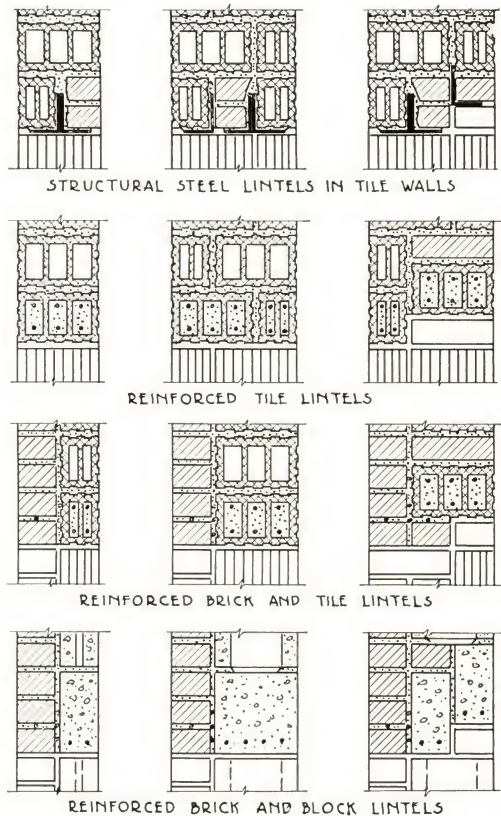 STRUCTURAL STEEL LINTELS IN TILE WALLS
REINFORCED TILE LINTELS
REINFORCED BRICK AND TILE LINTELS
REINFORCED BRICK AND BLOCK LINTELS